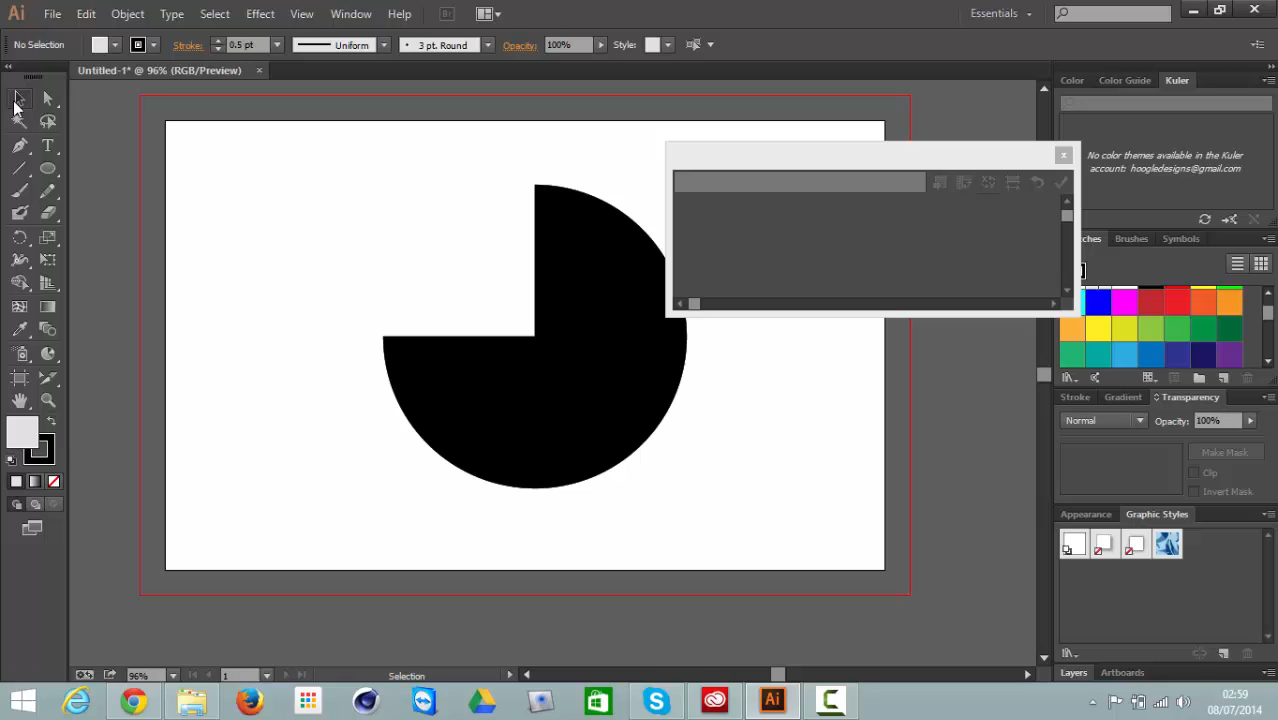 Ai File Edit Object Type Select Effect View Window Help Br Essentials
No Selection Stroke: 0.5 pt Uniform 3 pt. Round Opacity: 100% Style:
Untitled-1* @ 96% (RGB/Preview)
Color Color Guide Kuler
No color themes available in the Kuler
account: hoogledesigns@gmail.com
Brushes Symbols
Stroke Gradient Transparency
Normal Opacity: 100%
Make Mask
Clip
Invert Mask
Appearance Graphic Styles
Layers Artboards
96% 1 Selection
Ai
02:59
08/07/2014